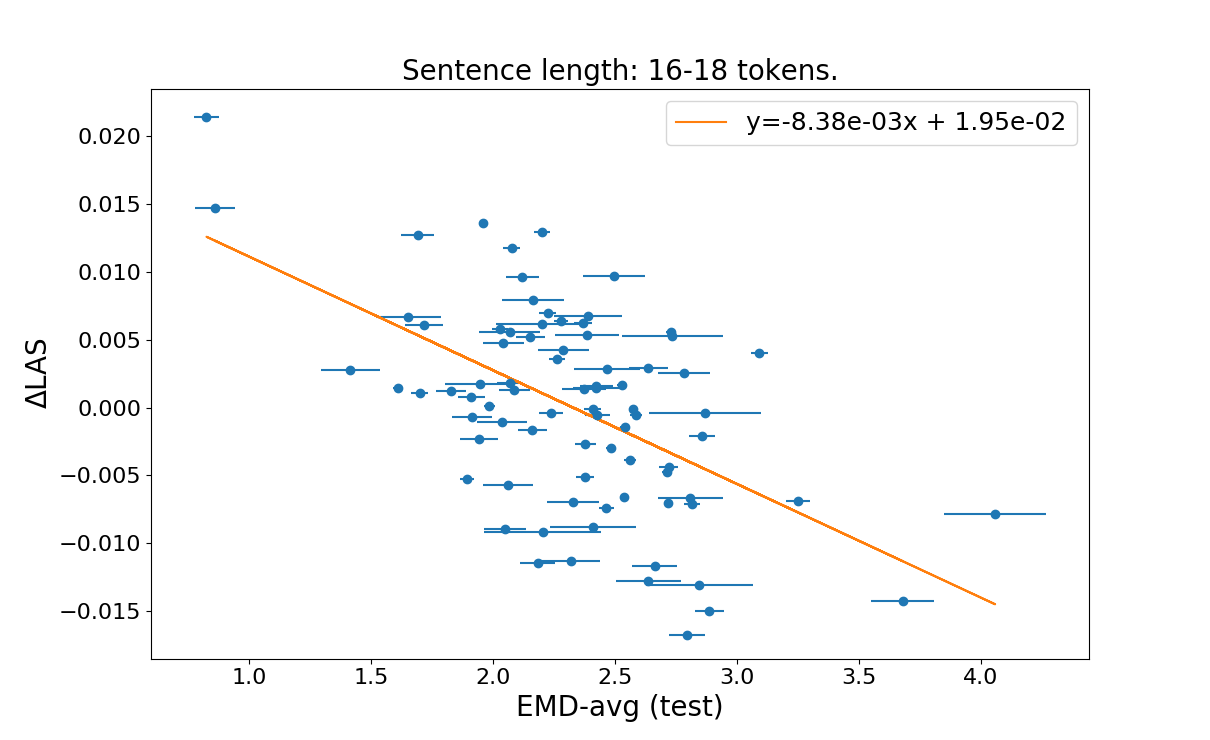 Sentence length: 16-18 tokens.
y=-8.38e-03x + 1.95e-02
0.020
0.015
0.010
0.005
0.000
−0.005
−0.010
−0.015
ΔLAS
1.0 1.5 2.0 2.5 3.0 3.5 4.0
EMD-avg (test)